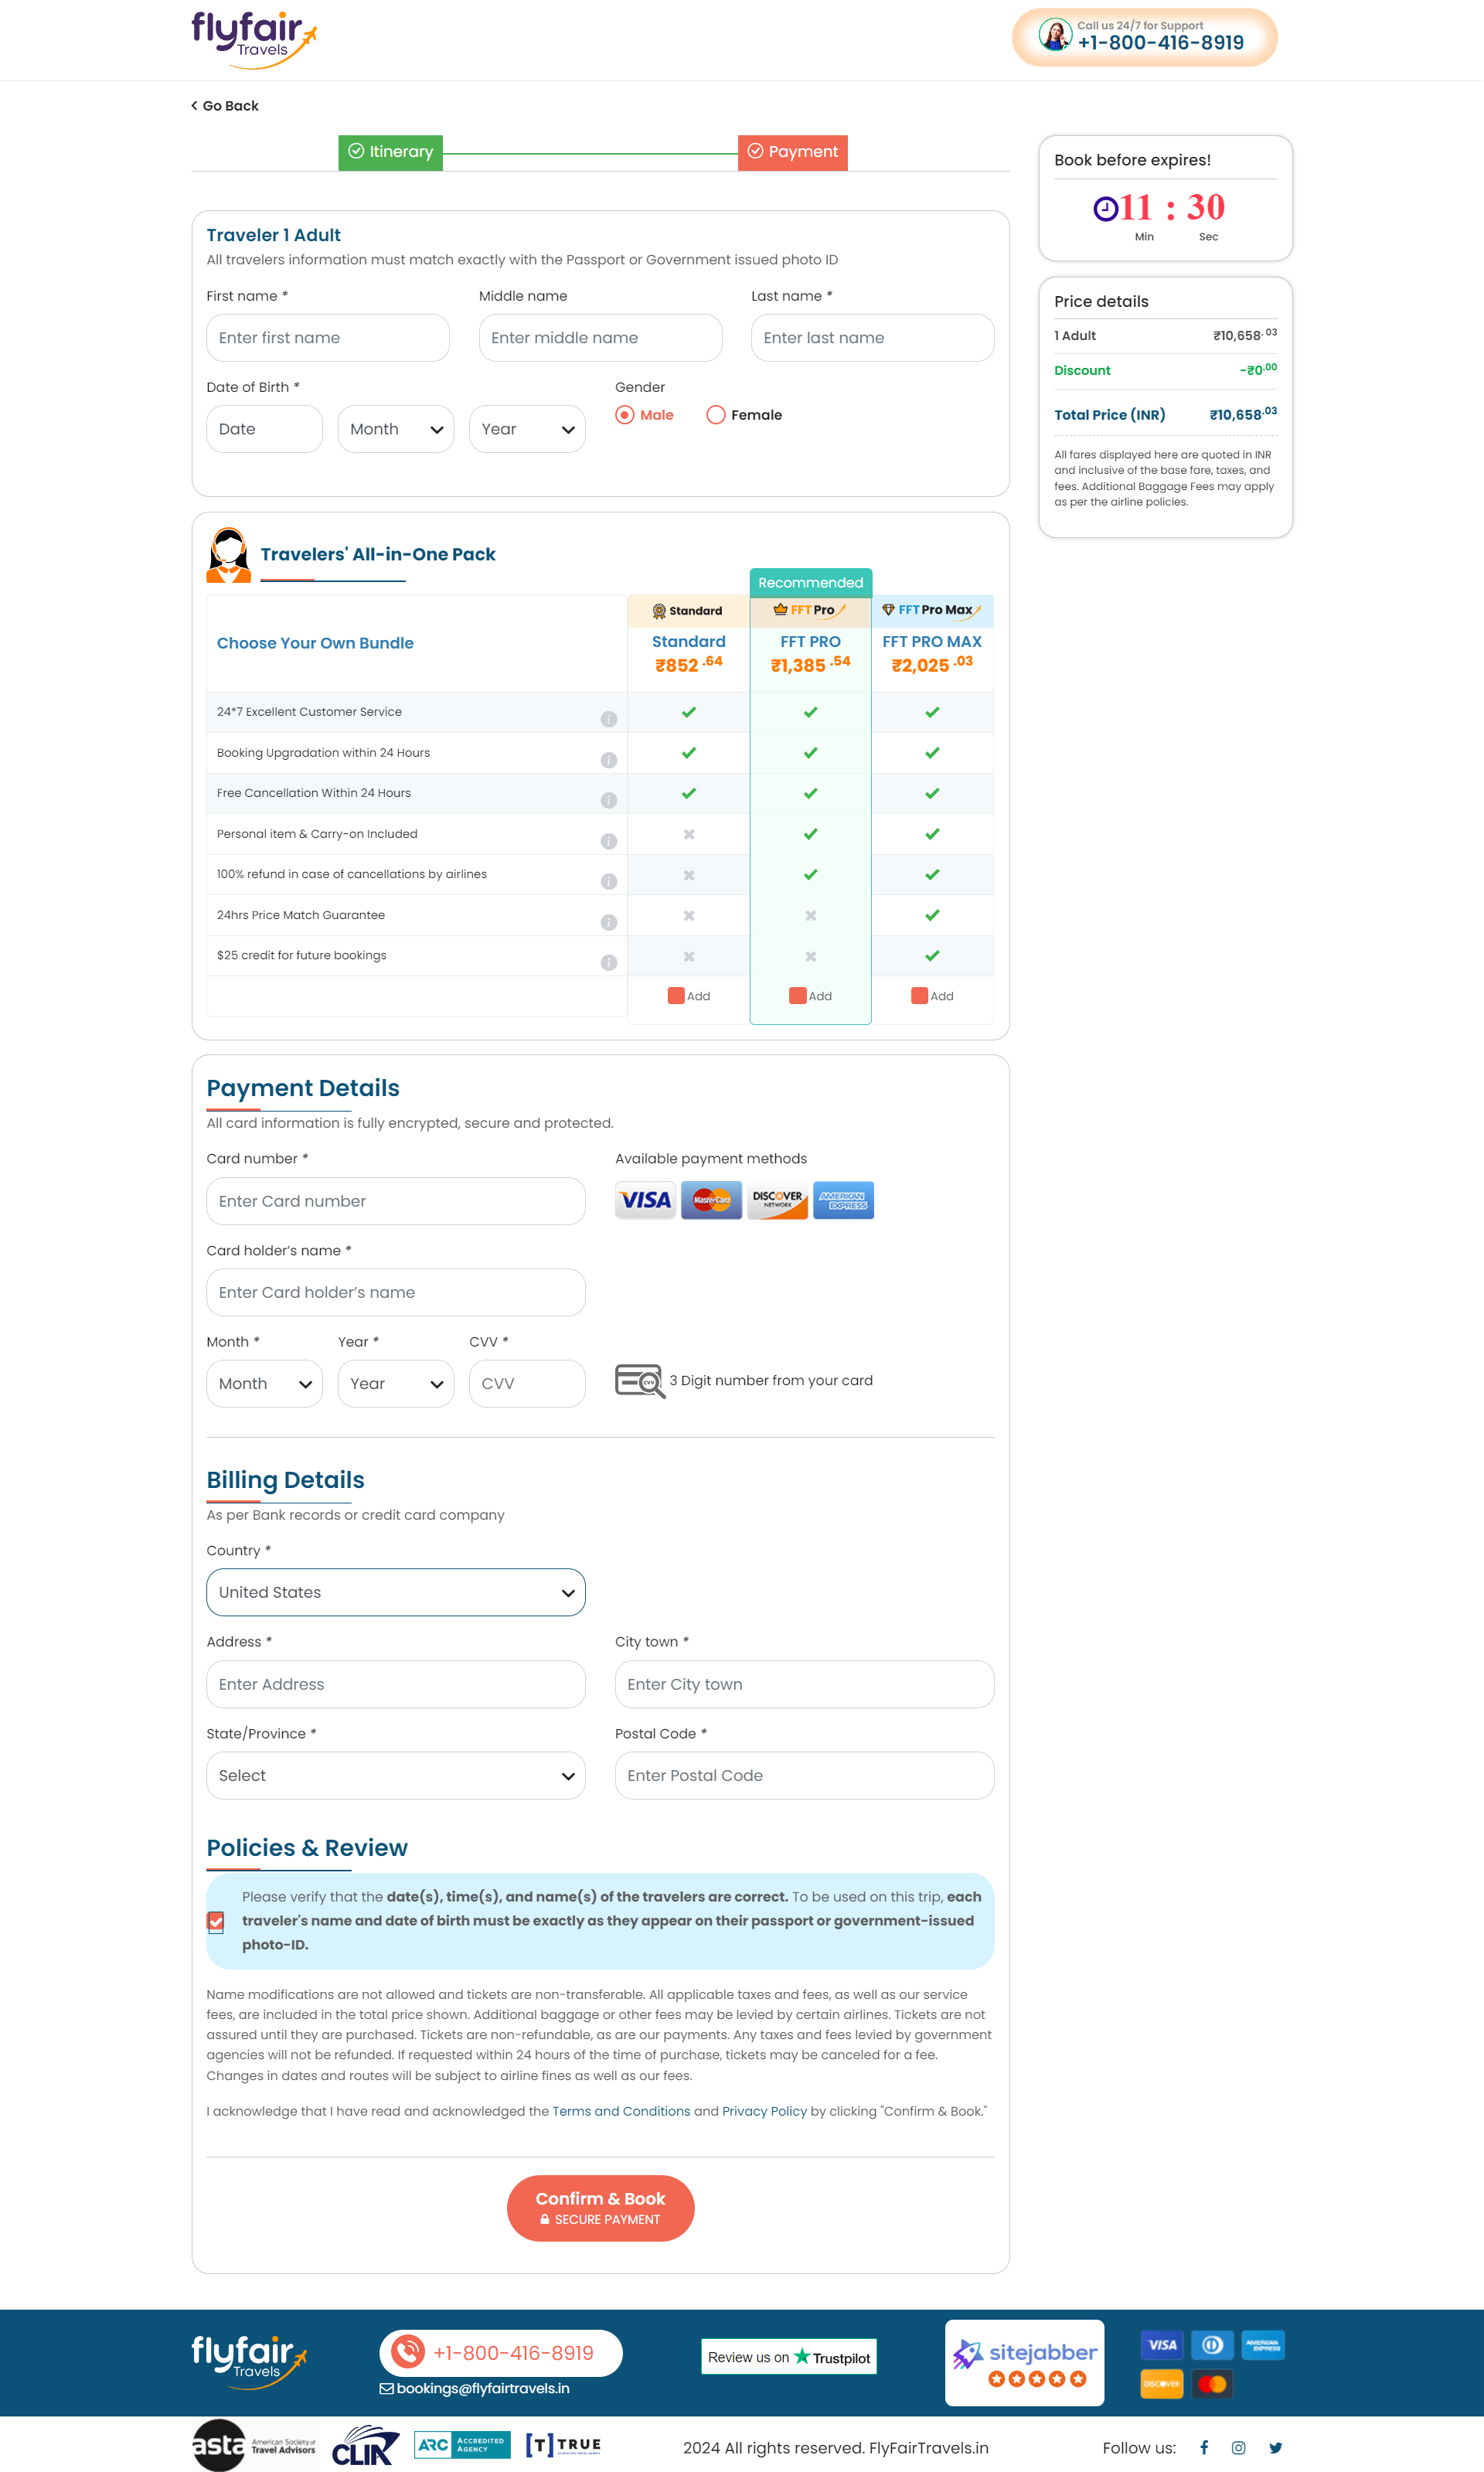 flyfair
Travels
Call us 24/7 for Support
+1-800-416-8919
Go Back
Itinerary
Payment
Book before expires!
11 : 30
Min Sec
Traveler 1 Adult
All travelers information must match exactly with the Passport or Government issued photo ID
First name * Middle name Last name *
Enter first name Enter middle name Enter last name
Date of Birth * Gender
Date Month Year Male Female
Price details
1 Adult ₹10,658.03
Discount -₹0.00
Total Price (INR) ₹10,658.03
All fares displayed here are quoted in INR
and inclusive of the base fare, taxes, and
fees. Additional Baggage Fees may apply
as per the airline policies.
Travelers' All-in-One Pack
Recommended
Standard FFT Pro FFT Pro Max
Choose Your Own Bundle Standard FFT PRO FFT PRO MAX
₹852.64 ₹1,385.54 ₹2,025.03
24*7 Excellent Customer Service
Booking Upgradation within 24 Hours
Free Cancellation Within 24 Hours
Personal item & Carry-on Included
100% refund in case of cancellations by airlines
24hrs Price Match Guarantee
$25 credit for future bookings
Add Add Add
Payment Details
All card information is fully encrypted, secure and protected.
Card number * Available payment methods
Enter Card number
VISA MasterCard DISCOVER NETWORK AMERICAN EXPRESS
Card holder’s name *
Enter Card holder’s name
Month * Year * CVV *
Month Year CVV CVV 3 Digit number from your card
Billing Details
As per Bank records or credit card company
Country *
United States
Address * City town *
Enter Address Enter City town
State/Province * Postal Code *
Select Enter Postal Code
Policies & Review
Please verify that the date(s), time(s), and name(s) of the travelers are correct. To be used on this trip, each
traveler's name and date of birth must be exactly as they appear on their passport or government-issued
photo-ID.
Name modifications are not allowed and tickets are non-transferable. All applicable taxes and fees, as well as our service
fees, are included in the total price shown. Additional baggage or other fees may be levied by certain airlines. Tickets are not
assured until they are purchased. Tickets are non-refundable, as are our payments. Any taxes and fees levied by government
agencies will not be refunded. If requested within 24 hours of the time of purchase, tickets may be canceled for a fee.
Changes in dates and routes will be subject to airline fines as well as our fees.
I acknowledge that I have read and acknowledged the Terms and Conditions and Privacy Policy by clicking "Confirm & Book."
Confirm & Book
SECURE PAYMENT
flyfair
Travels
+1-800-416-8919
bookings@flyfairtravels.in
Review us on Trustpilot
sitejabber
VISA AMERICAN EXPRESS
DISCOVER
asta American Society of
Travel Advisors
CLIA
ARC ACCREDITED
AGENCY
[T] TRUE
2024 All rights reserved. FlyFairTravels.in
Follow us: